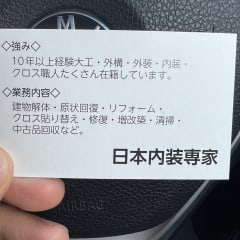 M
◇強み◇
10年以上経験大工・外構・外装・内装・
クロス職人たくさん在籍しています。
◇業務内容◇
建物解体・原状回復・リフォーム・
クロス貼り替え・修復・増改築・清掃・
中古品回収など。
日本内装専家
AIRBAG